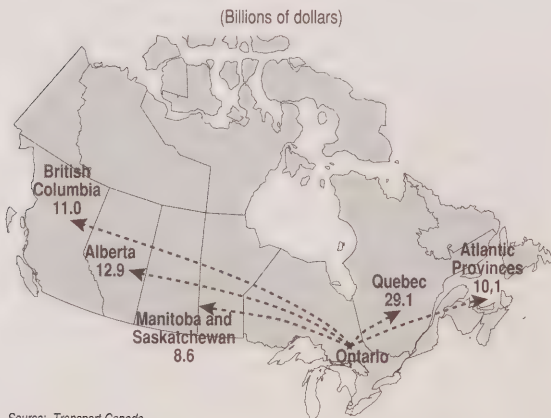 (Billions of dollars)
British
Columbia
11.0
Alberta
12.9
Manitoba and
Saskatchewan
8.6
Quebec
29.1
Atlantic
Provinces
10,1
Ontario
Source: Transport Canada